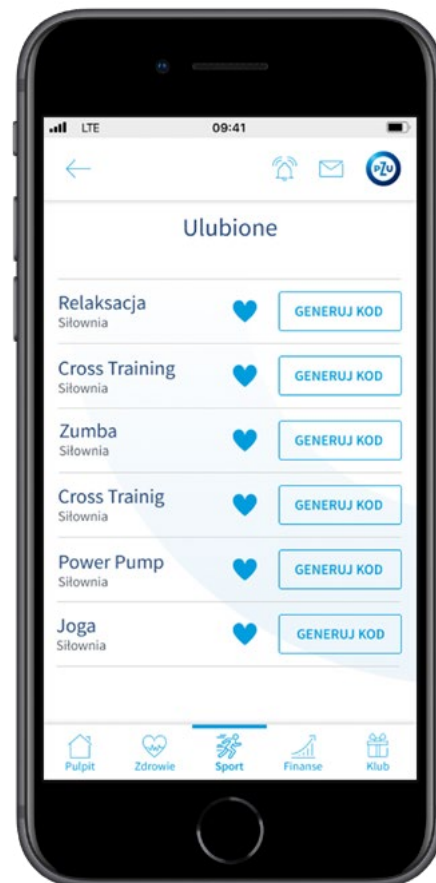 LTE 09:41
PZU
Ulubione
Relaksacja
Siłownia
GENERUJ KOD
Cross Training
Siłownia
GENERUJ KOD
Zumba
Siłownia
GENERUJ KOD
Cross Trainig
Siłownia
GENERUJ KOD
Power Pump
Siłownia
GENERUJ KOD
Joga
Siłownia
GENERUJ KOD
Pulpit Zdrowie Sport Finanse Klub